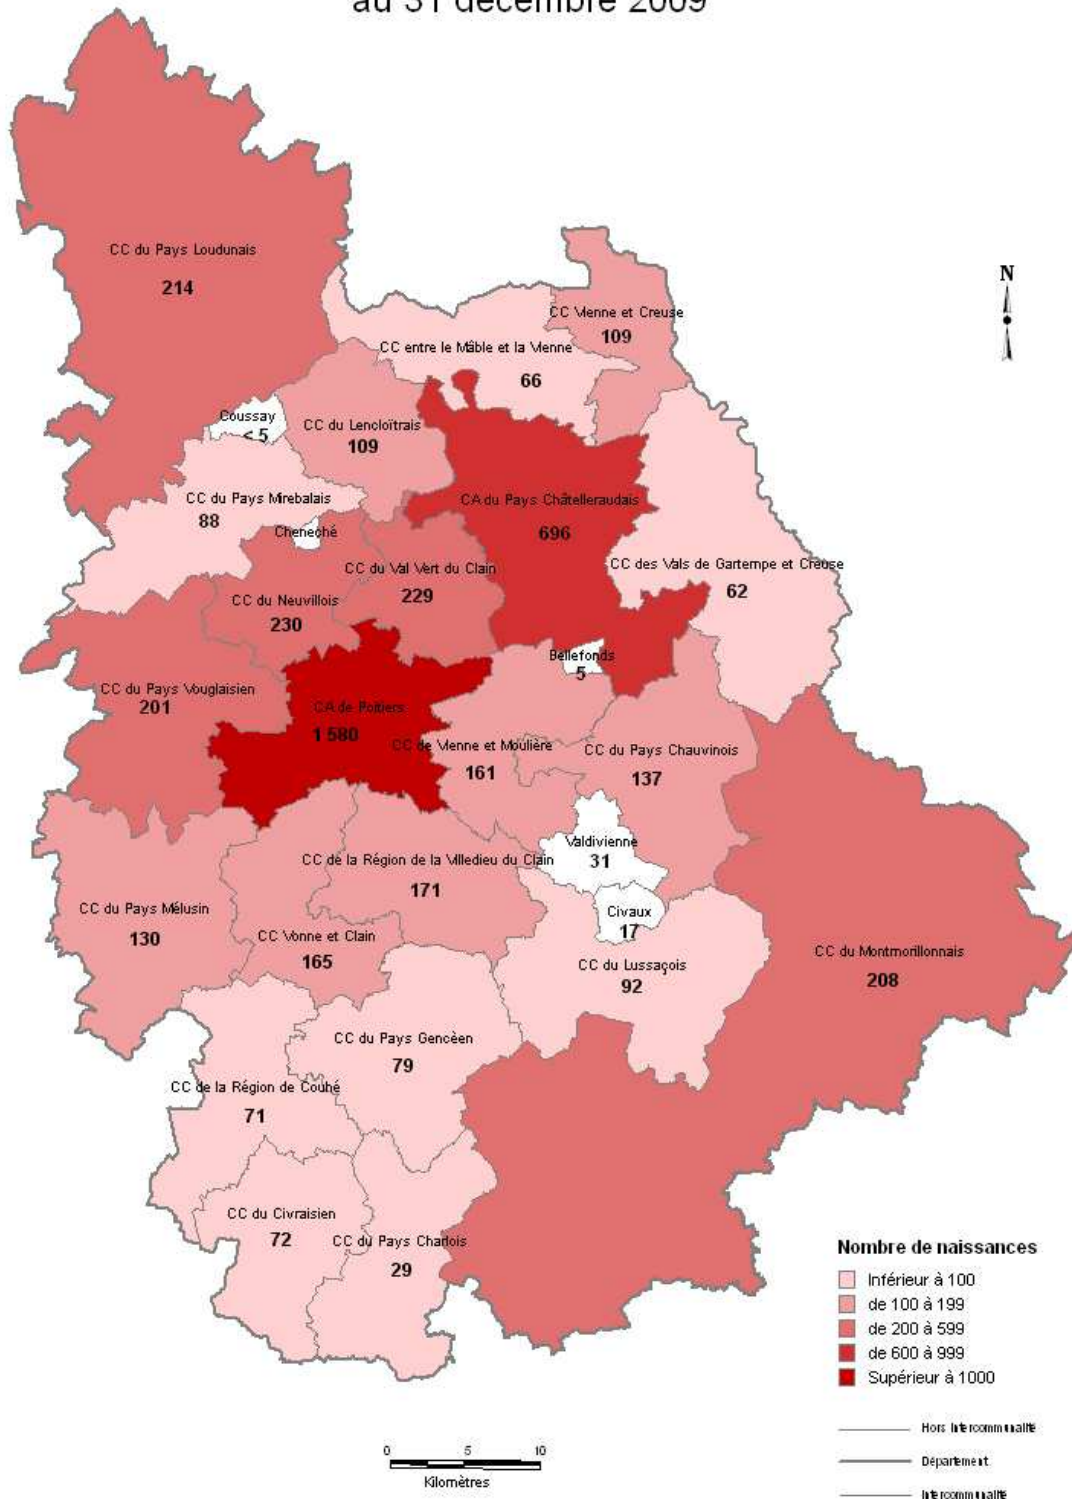 au 31 décembre 2009
CC du Pays Loudunais
214
N
CC Vienne et Creuse
109
CC entre le Mâble et la Vienne
66
Coussay
< 5
CC du Lencloîtrais
109
CC du Pays Mirebalais
88
CA du Pays Châtelleraudais
696
Cheneché
CC du Val Vert du Clain
229
CC des Vals de Gartempe et Creuse
62
CC du Neuvillois
230
Bellefonds
5
CC du Pays Vouglaisien
201
CA de Poitiers
1 580
CC de Vienne et Moulière
161
CC du Pays Chauvinois
137
Valdivienne
31
CC de la Région de la Villedieu du Clain
171
CC du Pays Mélusin
130
Civaux
17
CC Vonne et Clain
165
CC du Lussaçois
92
CC du Montmorillonnais
208
CC du Pays Gencèen
79
CC de la Région de Couhé
71
CC du Civraisien
72
CC du Pays Charlois
29
Nombre de naissances
Inférieur à 100
de 100 à 199
de 200 à 599
de 600 à 999
Supérieur à 1000
Hors Intercommunalité
Département
Intercommunalité
0 5 10
Kilomètres